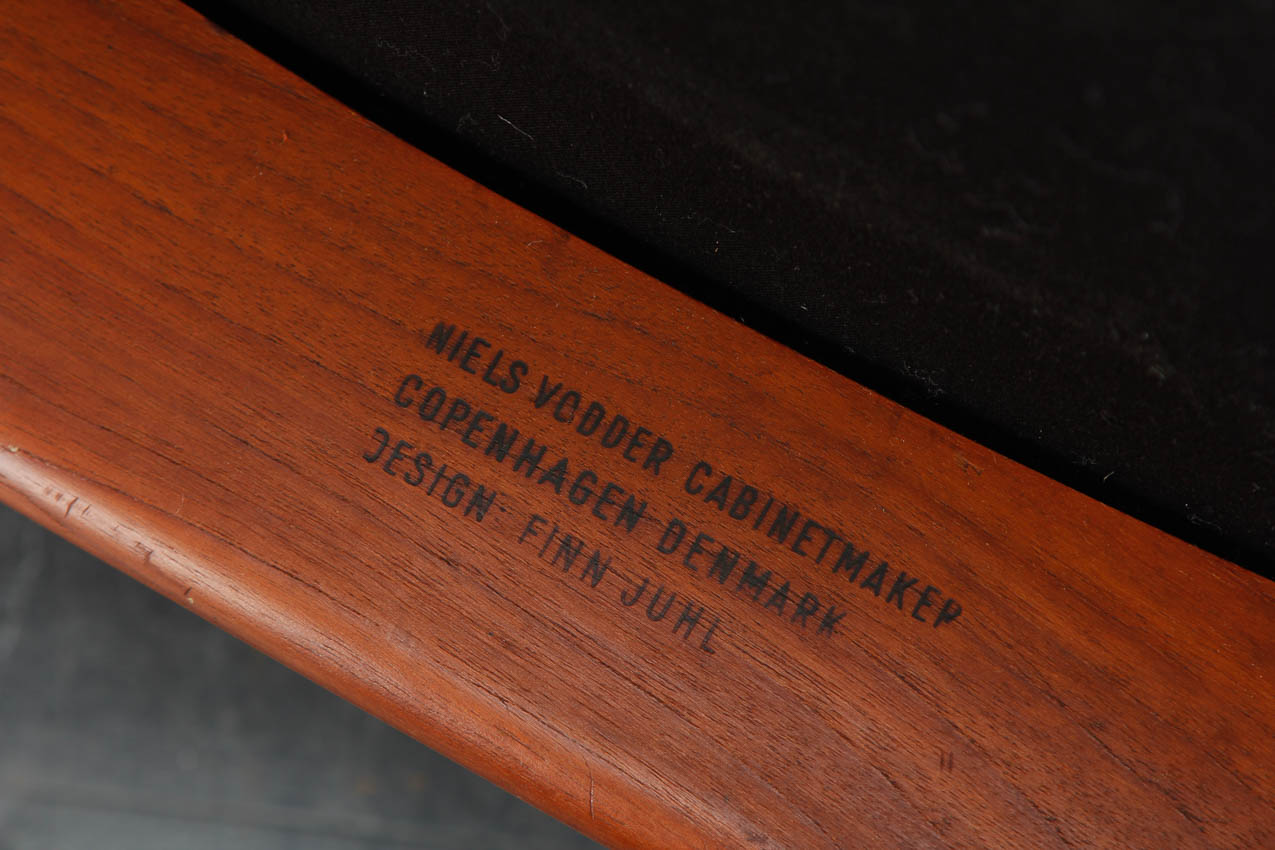 NIELS VODDER CABINETMAKER
COPENHAGEN DENMARK
DESIGN FINN JUHL